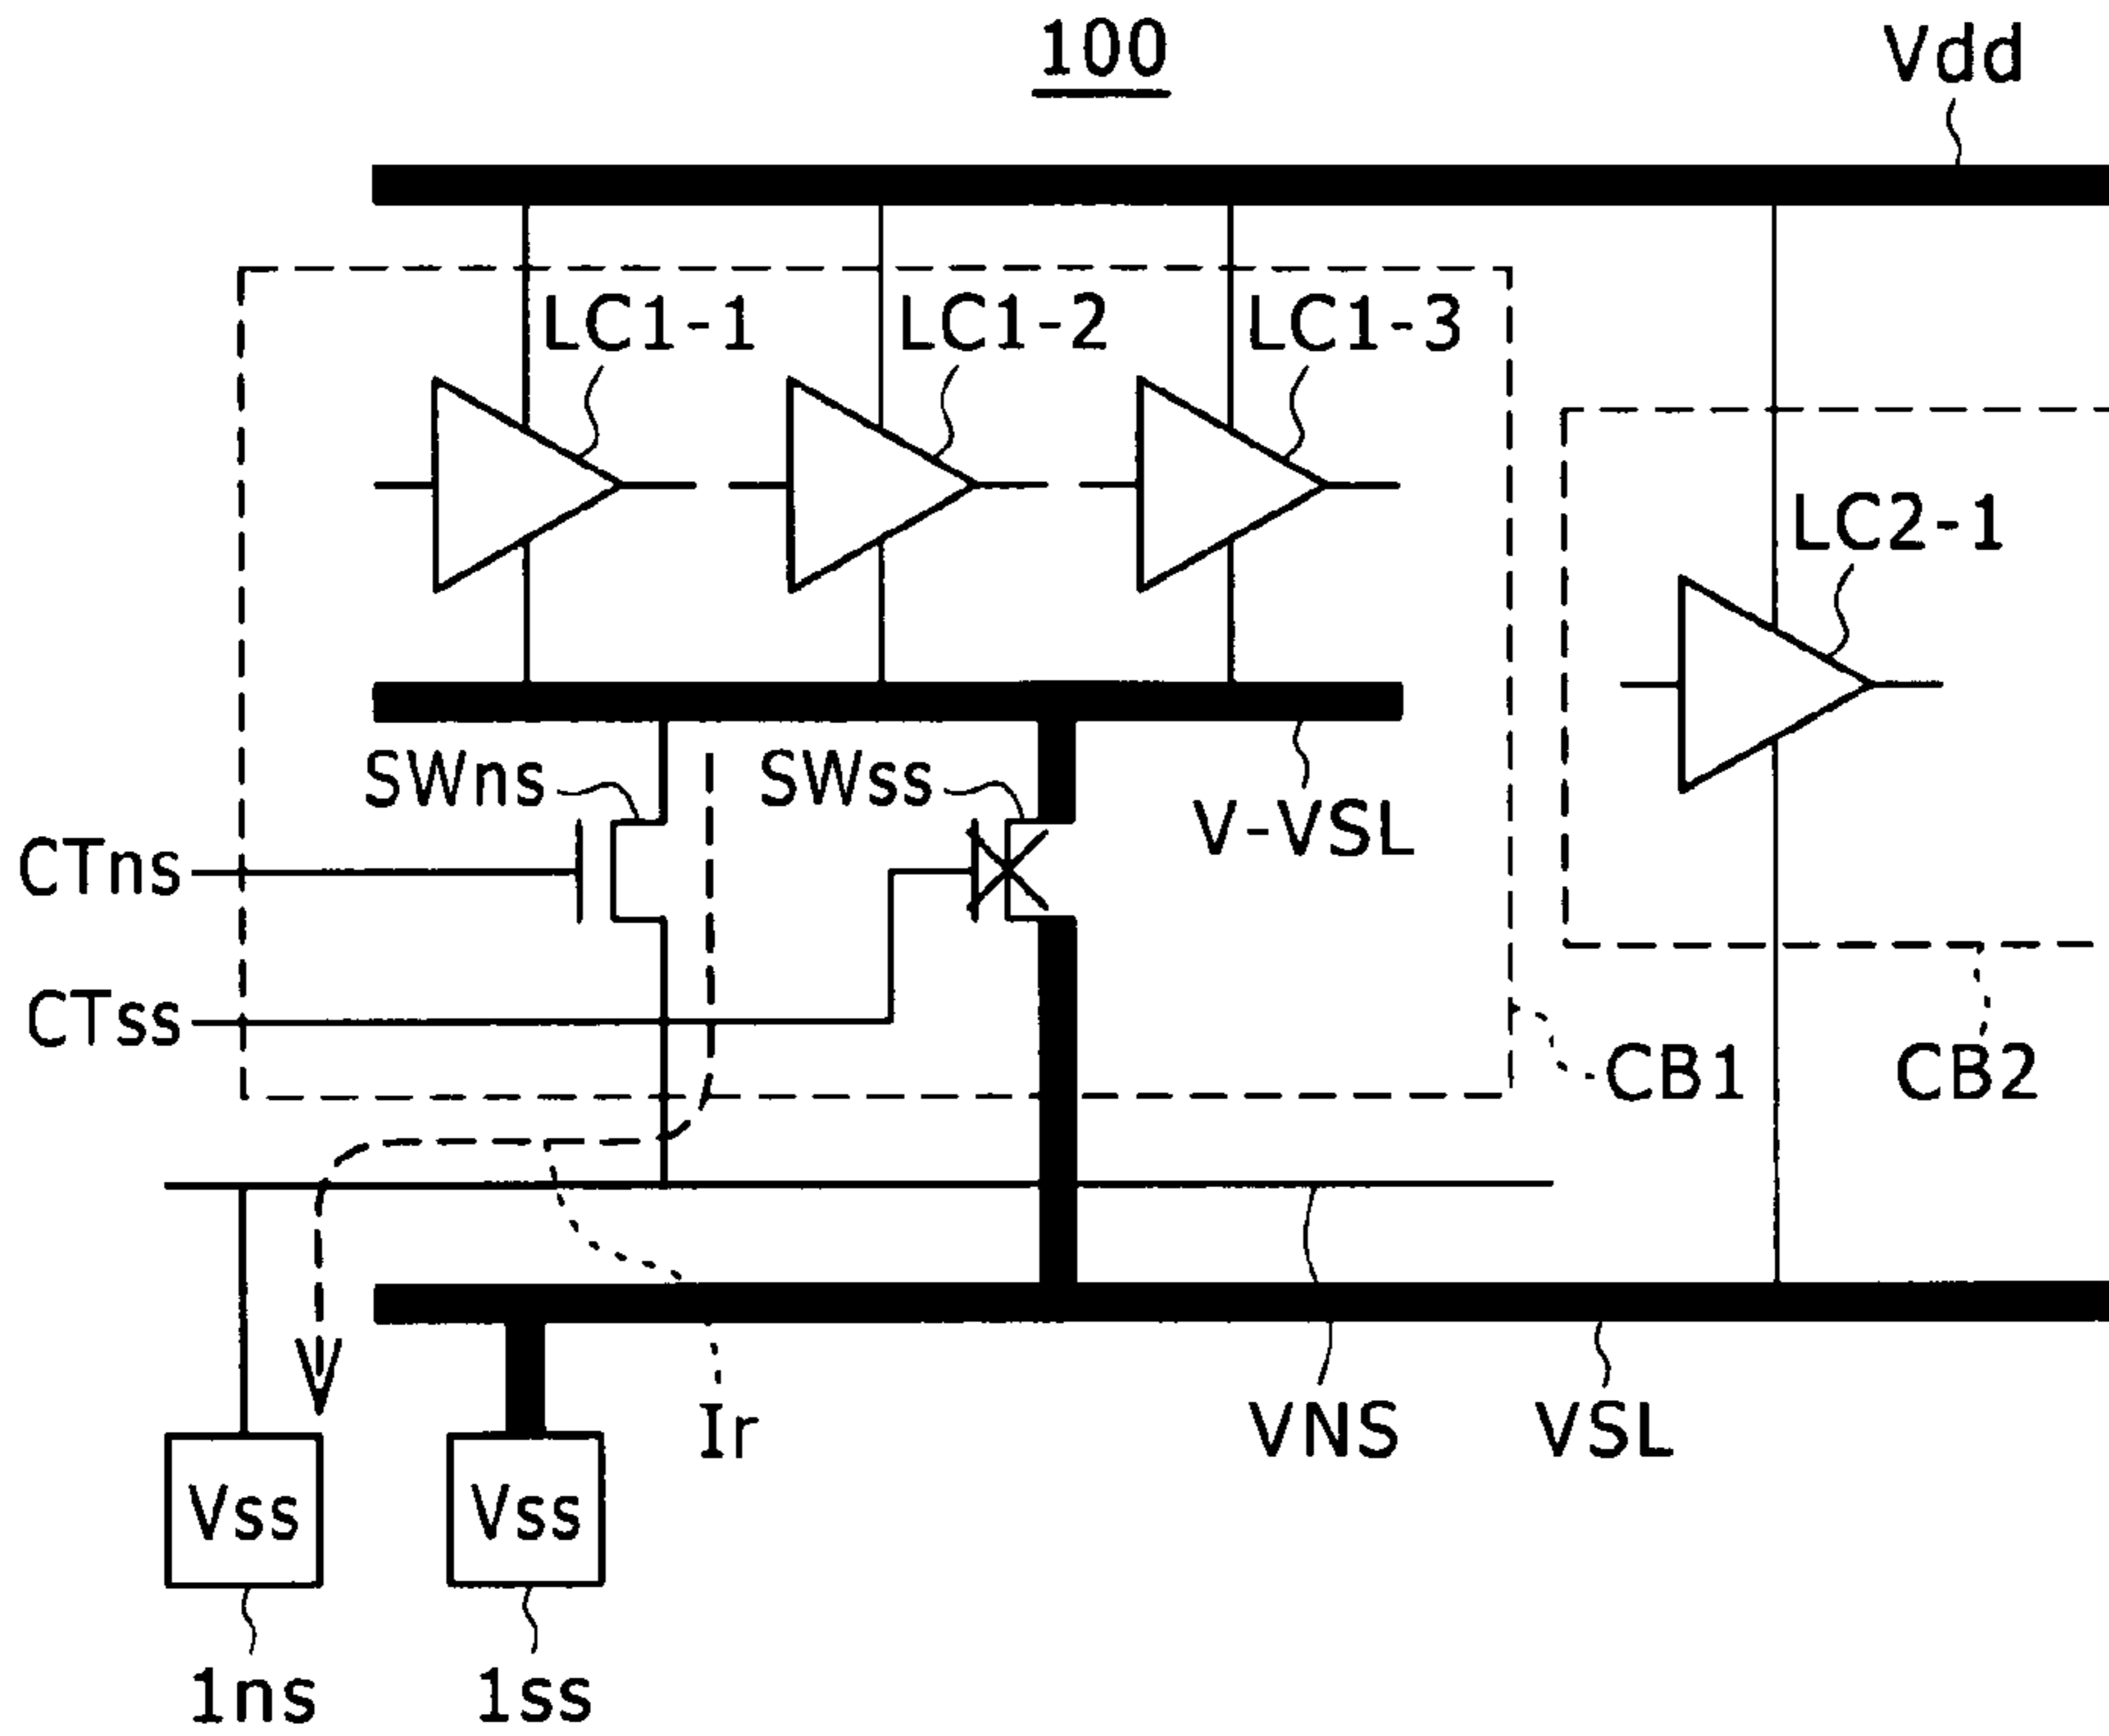 100
Vdd
LC1-1
LC1-2
LC1-3
LC2-1
SWns
SWss
V-VSL
CTns
CTss
CB1
CB2
Ir
VNS
VSL
Vss
Vss
1ns
1ss